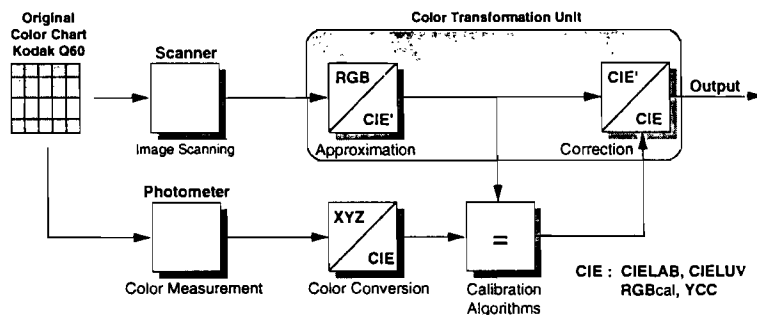 Original
Color Chart
Kodak Q60
Color Transformation Unit
Scanner
RGB
CIE'
CIE'
CIE
Output
Image Scanning
Approximation
Correction
Photometer
XYZ
CIE
=
Color Measurement
Color Conversion
Calibration
Algorithms
CIE : CIELAB, CIELUV
RGBcal, YCC